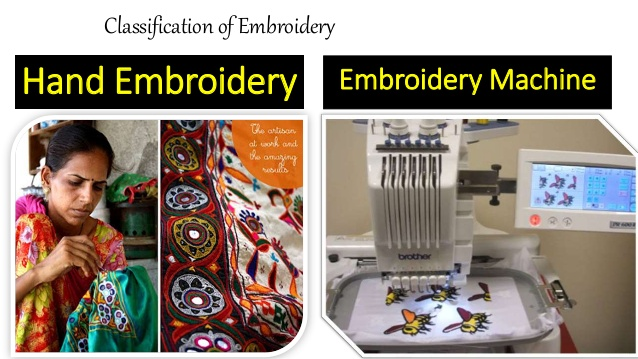 Classification of Embroidery
Hand Embroidery
Embroidery Machine
The artisan
at work and
the amazing
results
brother